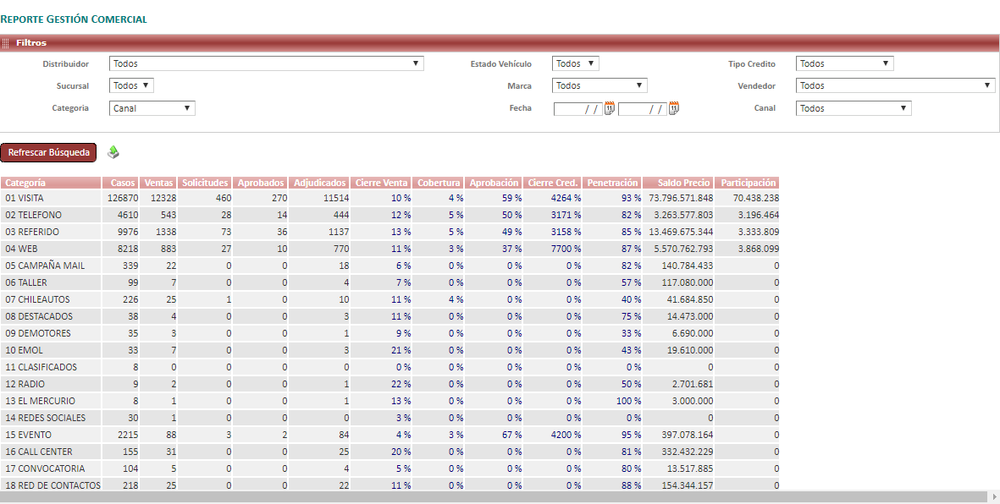 REPORTE GESTIÓN COMERCIAL
Filtros
Distribuidor Todos Estado Vehículo Todos Tipo Credito Todos
Sucursal Todos Marca Todos Vendedor Todos
Categoria Canal Fecha / / 11 / / 11 Canal Todos
Refrescar Búsqueda
Categoría Casos Ventas Solicitudes Aprobados Adjudicados Cierre Venta Cobertura Aprobación Cierre Cred. Penetración Saldo Precio Participación
01 VISITA 126870 12328 460 270 11514 10 % 4 % 59 % 4264 % 93 % 73.796.571.848 70.438.238
02 TELEFONO 4610 543 28 14 444 12 % 5 % 50 % 3171 % 82 % 3.263.577.803 3.196.464
03 REFERIDO 9976 1338 73 36 1137 13 % 5 % 49 % 3158 % 85 % 13.469.675.344 3.333.809
04 WEB 8218 883 27 10 770 11 % 3 % 37 % 7700 % 87 % 5.570.762.793 3.868.099
05 CAMPAÑA MAIL 339 22 0 0 18 6 % 0 % 0 % 0 % 82 % 140.784.433 0
06 TALLER 99 7 0 0 4 7 % 0 % 0 % 0 % 57 % 117.080.000 0
07 CHILEAUTOS 226 25 1 0 10 11 % 4 % 0 % 0 % 40 % 41.684.850 0
08 DESTACADOS 38 4 0 0 3 11 % 0 % 0 % 0 % 75 % 14.473.000 0
09 DEMOTORES 35 3 0 0 1 9 % 0 % 0 % 0 % 33 % 6.690.000 0
10 EMOL 33 7 0 0 3 21 % 0 % 0 % 0 % 43 % 19.610.000 0
11 CLASIFICADOS 8 0 0 0 0 0 % 0 % 0 % 0 % 0 % 0 0
12 RADIO 9 2 0 0 1 22 % 0 % 0 % 0 % 50 % 2.701.681 0
13 EL MERCURIO 8 1 0 0 1 13 % 0 % 0 % 0 % 100 % 3.000.000 0
14 REDES SOCIALES 30 1 0 0 0 3 % 0 % 0 % 0 % 0 % 0 0
15 EVENTO 2215 88 3 2 84 4 % 3 % 67 % 4200 % 95 % 397.078.164 0
16 CALL CENTER 155 31 0 0 25 20 % 0 % 0 % 0 % 81 % 332.432.229 0
17 CONVOCATORIA 104 5 0 0 4 5 % 0 % 0 % 0 % 80 % 13.517.885 0
18 RED DE CONTACTOS 218 25 0 0 22 11 % 0 % 0 % 0 % 88 % 154.344.157 0